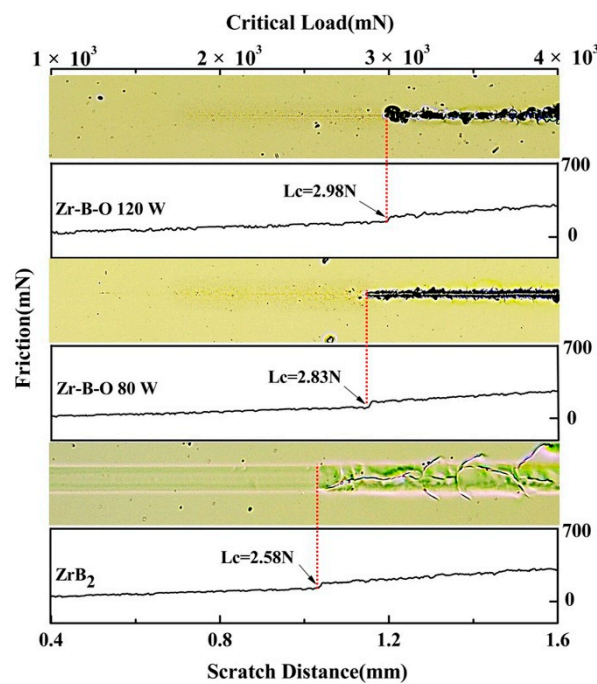 Critical Load(mN)
1 × 10³ 2 × 10³ 3 × 10³ 4 × 10³
700
Lc=2.98N
Zr-B-O 120 W
0
700
Lc=2.83N
Zr-B-O 80 W
0
700
Lc=2.58N
ZrB₂
0
Friction(mN)
0.4 0.8 1.2 1.6
Scratch Distance(mm)